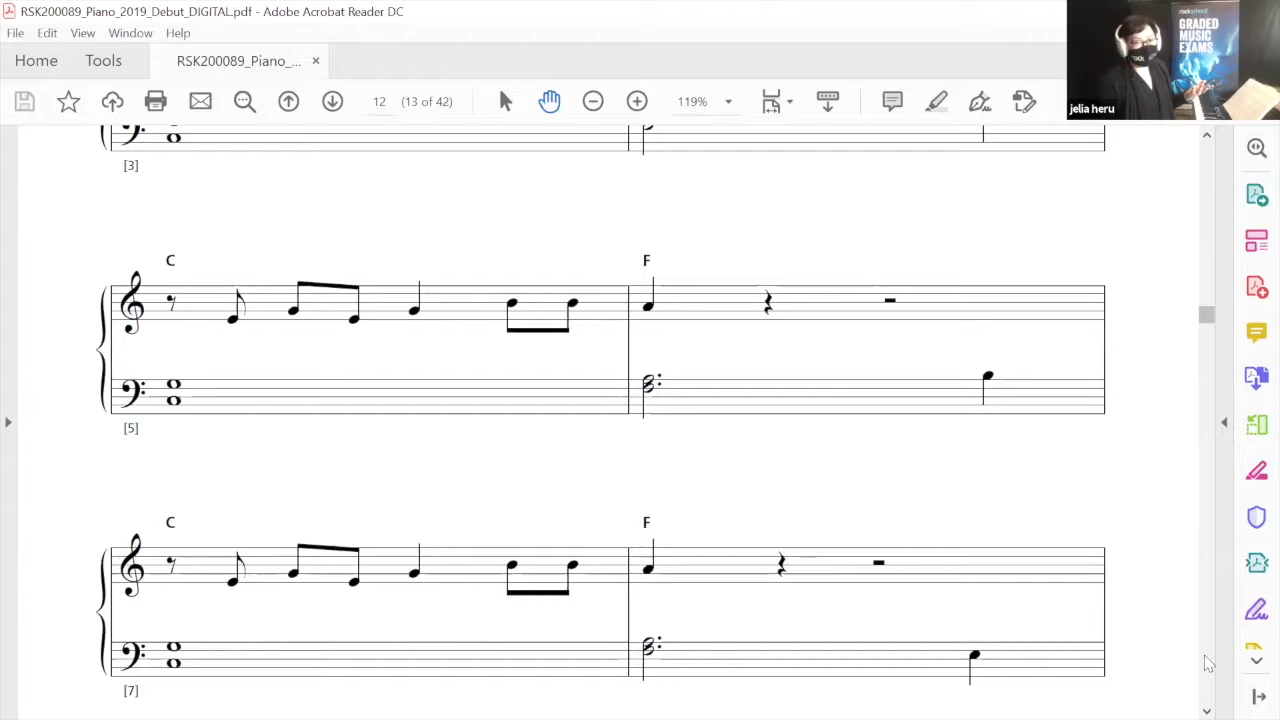 RSK200089_Piano_2019_Debut_DIGITAL.pdf - Adobe Acrobat Reader DC
File Edit View Window Help
Home Tools RSK200089_Piano_... ×
12 (13 of 42) 119%
rockschool
GRADED
MUSIC
EXAMS
jelia heru
[3]
C F
[5]
C F
[7]